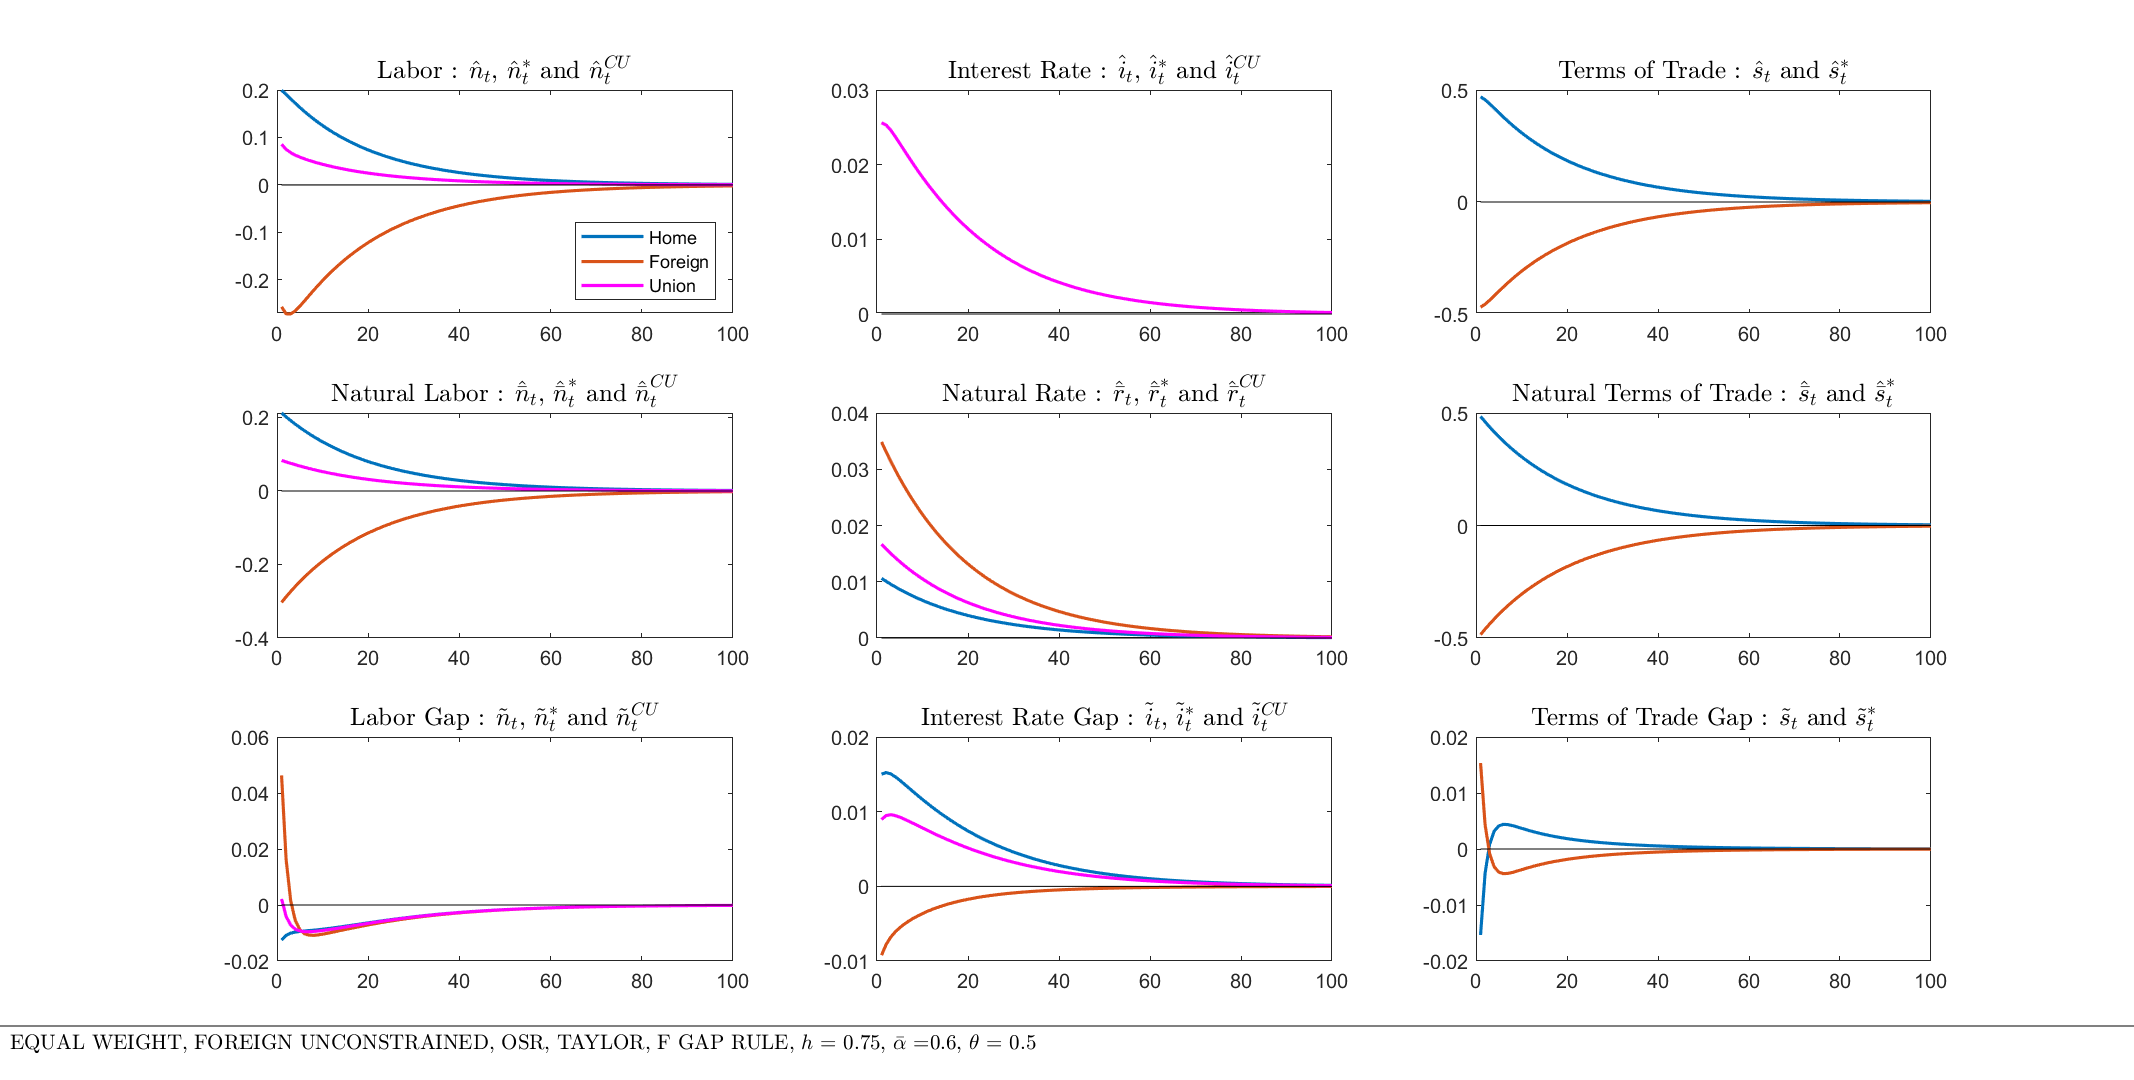 Labor : n̂ₜ, n̂ₜ* and n̂ₜᶜᵁ
0.2
0.1
0
-0.1
-0.2
0 20 40 60 80 100
Home
Foreign
Union
Interest Rate : îₜ, îₜ* and îₜᶜᵁ
0.03
0.02
0.01
0
0 20 40 60 80 100
Terms of Trade : ŝₜ and ŝₜ*
0.5
0
-0.5
0 20 40 60 80 100
Natural Labor : n̄̂ₜ, n̄̂ₜ* and n̄̂ₜᶜᵁ
0.2
0
-0.2
-0.4
0 20 40 60 80 100
Natural Rate : r̄̂ₜ, r̄̂ₜ* and r̄̂ₜᶜᵁ
0.04
0.03
0.02
0.01
0
0 20 40 60 80 100
Natural Terms of Trade : s̄̂ₜ and s̄̂ₜ*
0.5
0
-0.5
0 20 40 60 80 100
Labor Gap : ñₜ, ñₜ* and ñₜᶜᵁ
0.06
0.04
0.02
0
-0.02
0 20 40 60 80 100
Interest Rate Gap : ĩₜ, ĩₜ* and ĩₜᶜᵁ
0.02
0.01
0
-0.01
0 20 40 60 80 100
Terms of Trade Gap : s̃ₜ and s̃ₜ*
0.02
0.01
0
-0.01
-0.02
0 20 40 60 80 100
EQUAL WEIGHT, FOREIGN UNCONSTRAINED, OSR, TAYLOR, F GAP RULE, h = 0.75, ᾱ =0.6, θ = 0.5